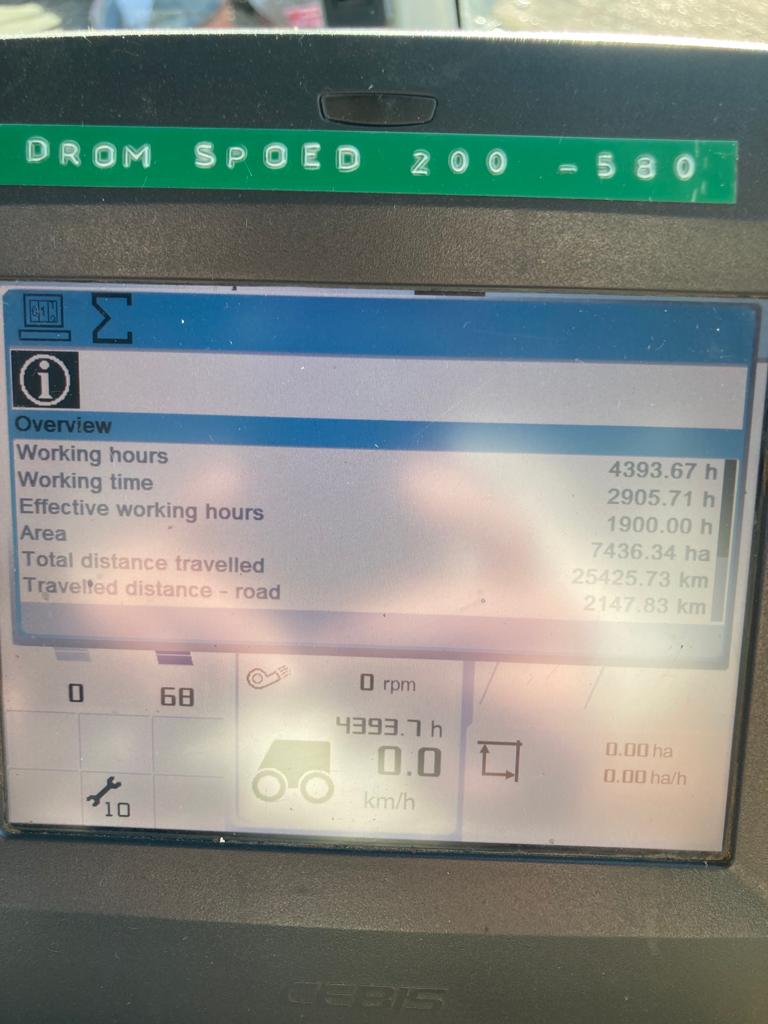 DROM SPOED 200 -580
Overview
Working hours 4393.67 h
Working time 2905.71 h
Effective working hours 1900.00 h
Area 7436.34 ha
Total distance travelled 25425.73 km
Travelled distance - road 2147.83 km
0 68
0 rpm
4393.7 h
0.0
km/h
0.00 ha
0.00 ha/h
10
CEBIS